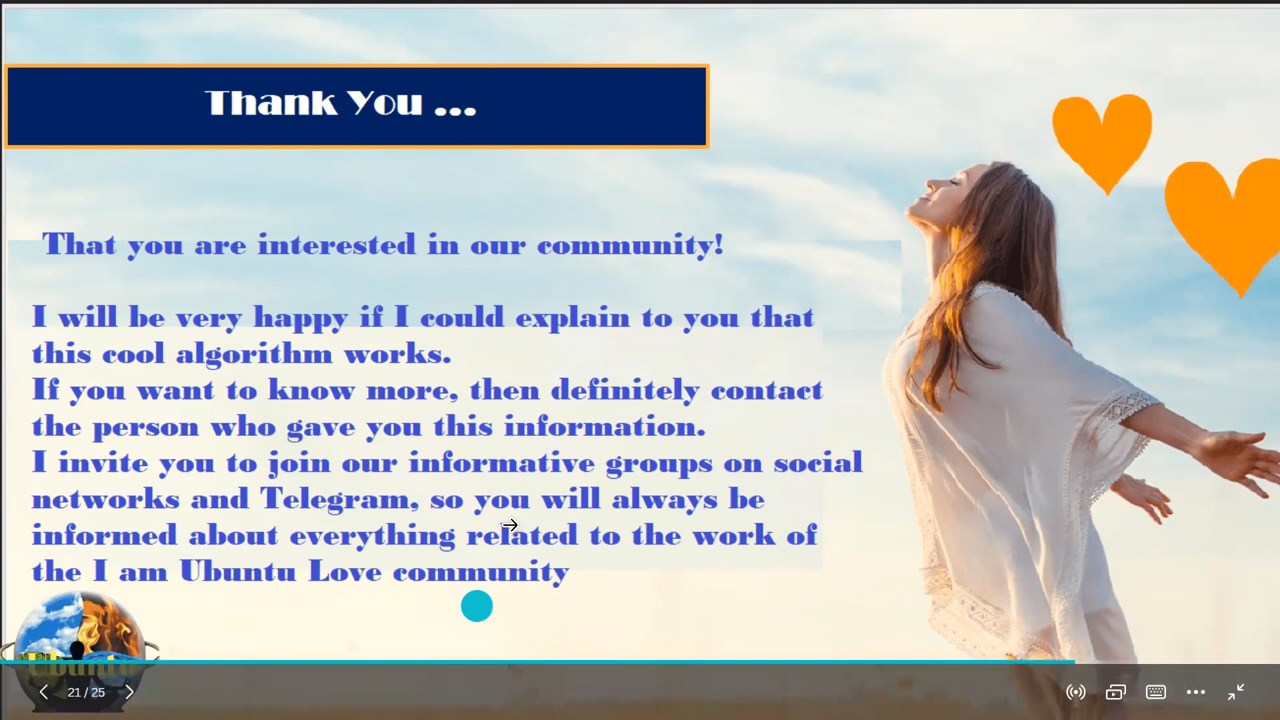 Thank You ...
That you are interested in our community!
I will be very happy if I could explain to you that
this cool algorithm works.
If you want to know more, then definitely contact
the person who gave you this information.
I invite you to join our informative groups on social
networks and Telegram, so you will always be
informed about everything related to the work of
the I am Ubuntu Love community
Ubuntu
21 / 25